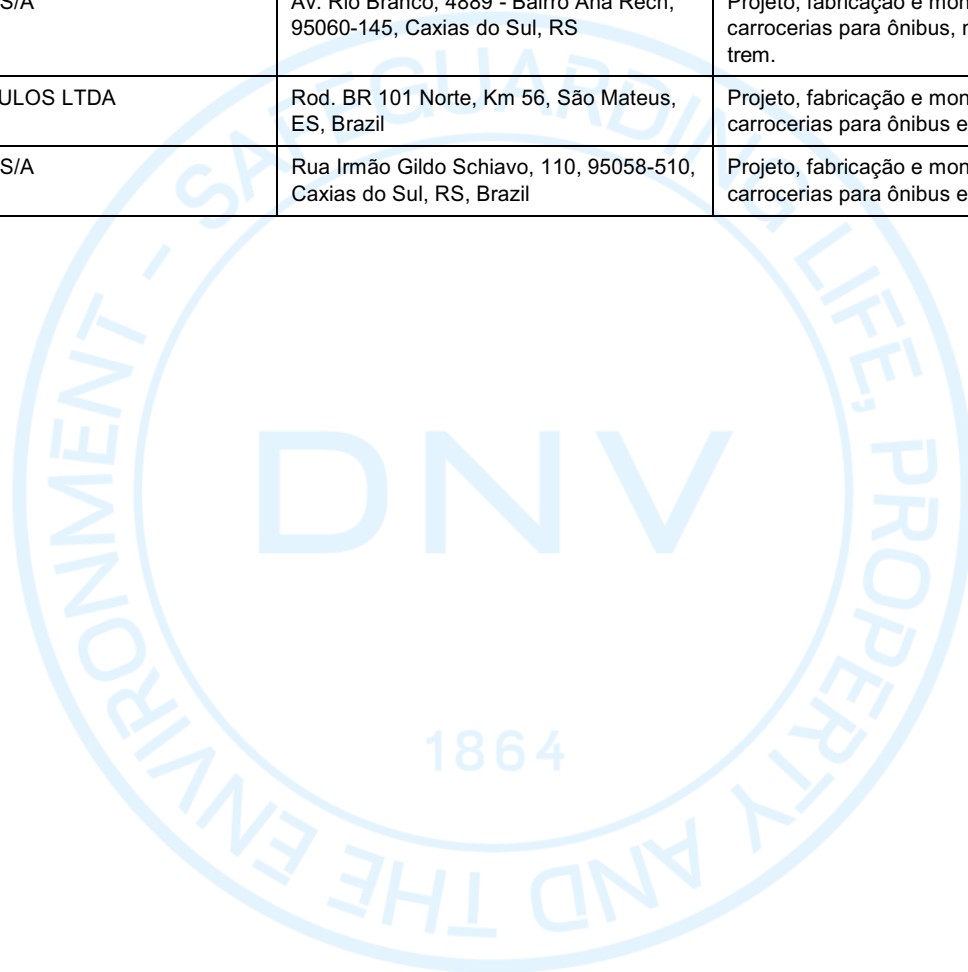 S/A
Av. Rio Branco, 4889 - Bairro Ana Rech,
95060-145, Caxias do Sul, RS
Projeto, fabricação e mon
carrocerias para ônibus,
trem.
ULOS LTDA
Rod. BR 101 Norte, Km 56, São Mateus,
ES, Brazil
Projeto, fabricação e mon
carrocerias para ônibus e
S/A
Rua Irmão Gildo Schiavo, 110, 95058-510,
Caxias do Sul, RS, Brazil
Projeto, fabricação e mon
carrocerias para ônibus e
SAFEGUARDING LIFE, PROPERTY AND THE ENVIRONMENT -
DNV
1864